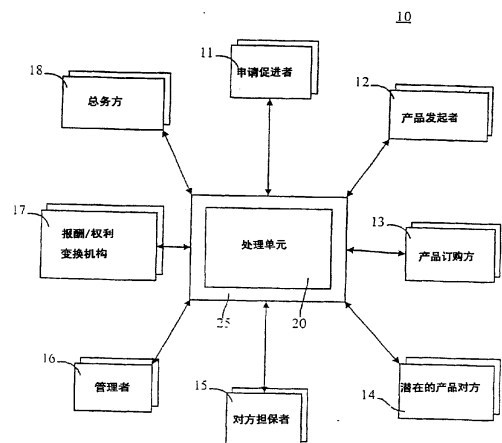 10
11
申请促进者
18
总务方
12
产品发起者
17
报酬/权利
变换机构
处理单元
25
20
13
产品订购方
16
管理者
15
对方担保者
潜在的产品对方
14